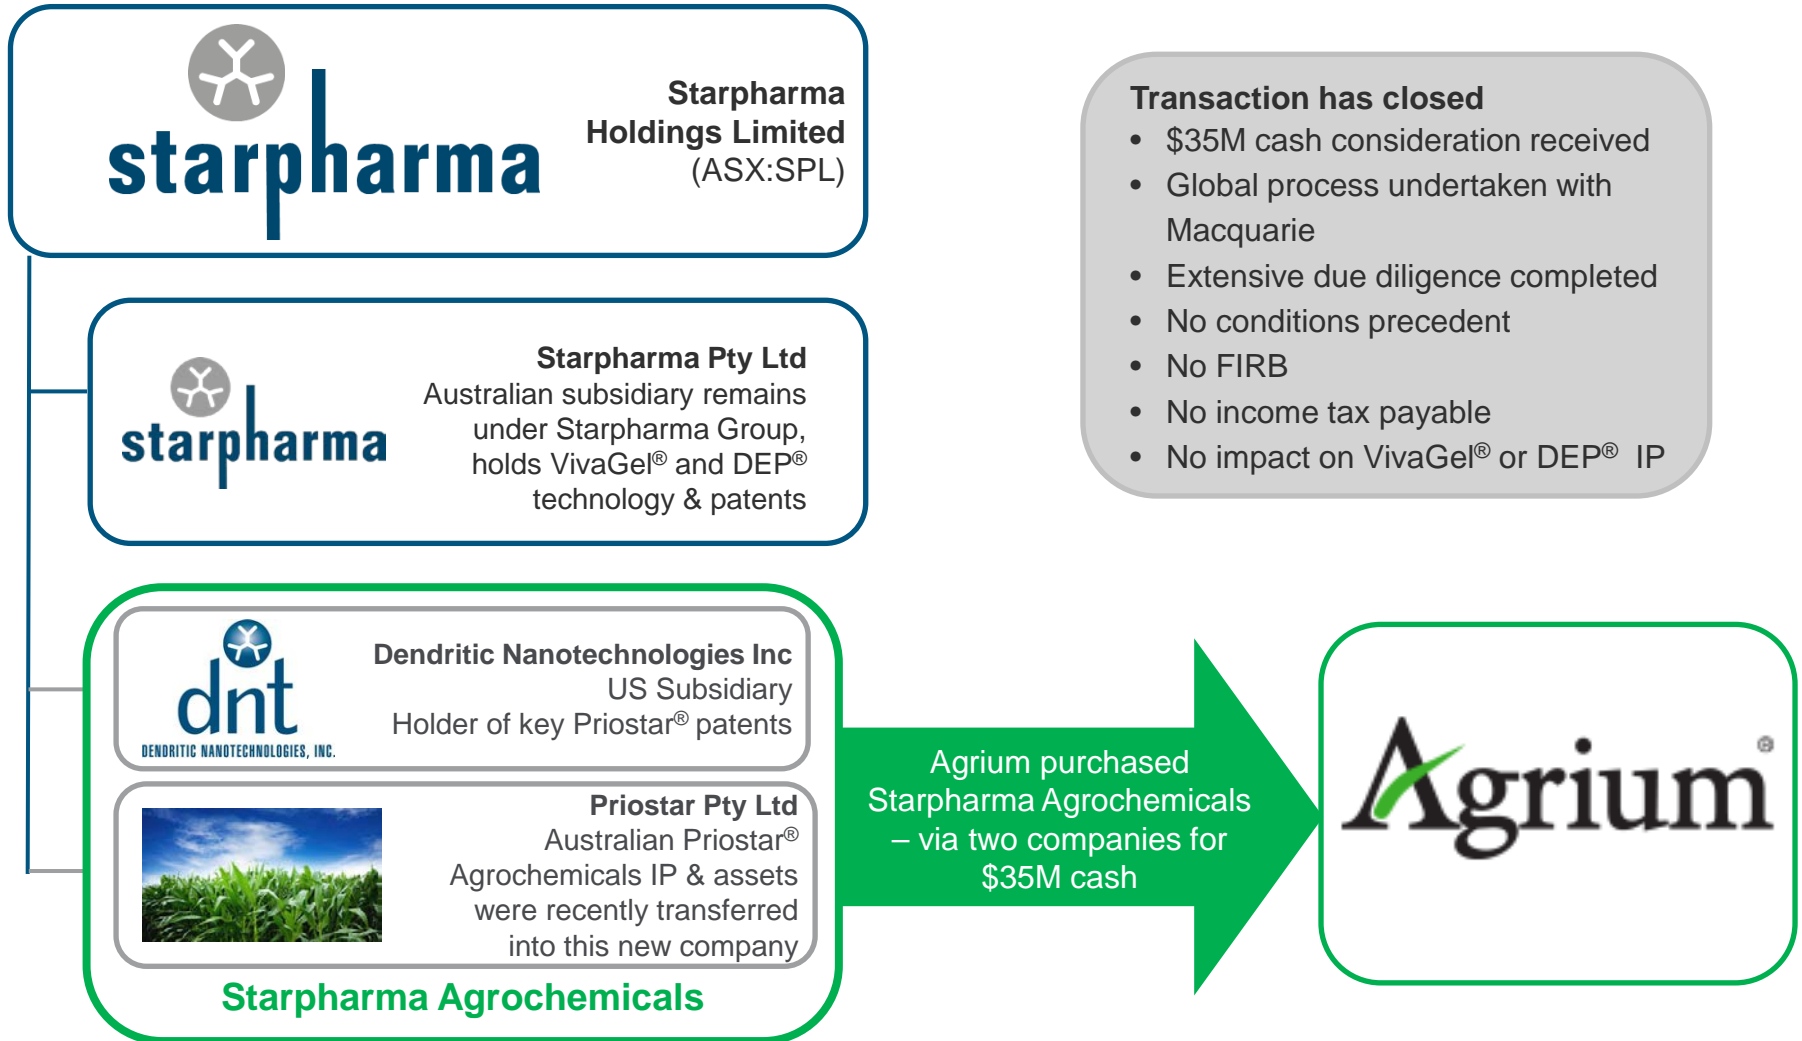 starpharma
Starpharma
Holdings Limited
(ASX:SPL)
Transaction has closed
• $35M cash consideration received
• Global process undertaken with
Macquarie
• Extensive due diligence completed
• No conditions precedent
• No FIRB
• No income tax payable
• No impact on VivaGel® or DEP® IP
starpharma
Starpharma Pty Ltd
Australian subsidiary remains
under Starpharma Group,
holds VivaGel® and DEP®
technology & patents
dnt
DENDRITIC NANOTECHNOLOGIES, INC.
Dendritic Nanotechnologies Inc
US Subsidiary
Holder of key Priostar® patents
Priostar Pty Ltd
Australian Priostar®
Agrochemicals IP & assets
were recently transferred
into this new company
Starpharma Agrochemicals
Agrium purchased
Starpharma Agrochemicals
– via two companies for
$35M cash
Agrium®